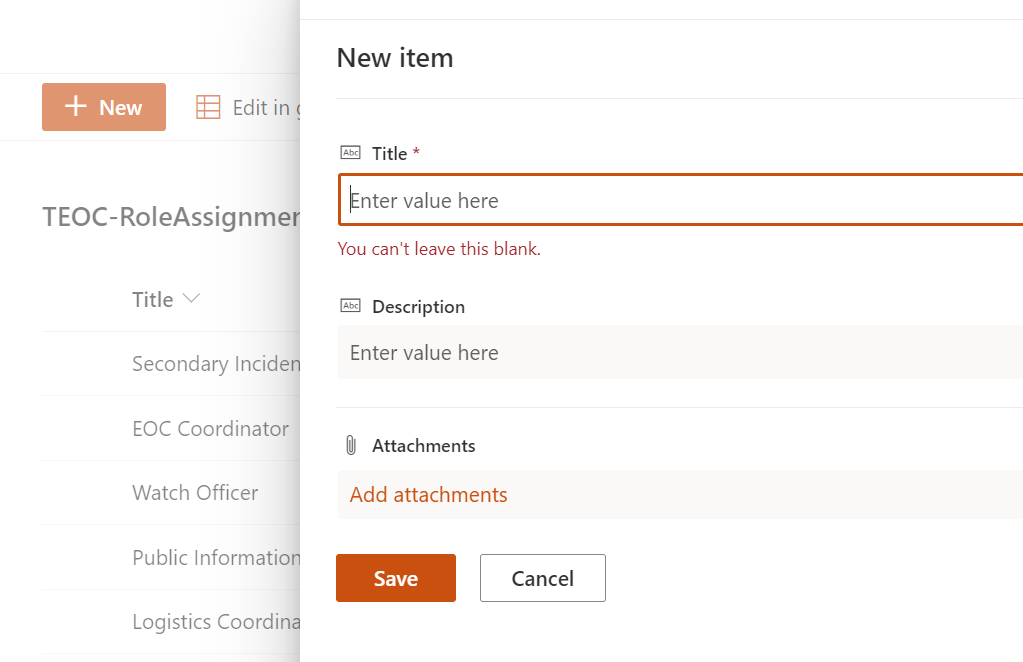 New item
New
Edit in
Abc Title *
Enter value here
You can't leave this blank.
TEOC-RoleAssignmen
Title
Abc Description
Enter value here
Secondary Inciden
EOC Coordinator
Attachments
Watch Officer
Add attachments
Public Information
Save
Cancel
Logistics Coordina